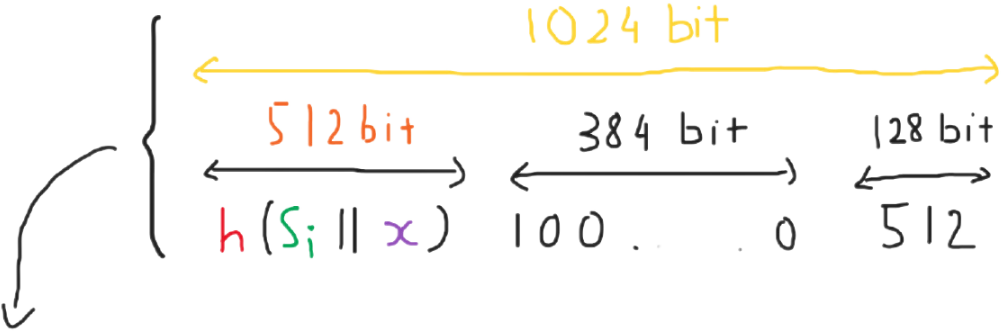 1024 bit
512 bit 384 bit 128 bit
h(Si || x) 100 . . . 0 512